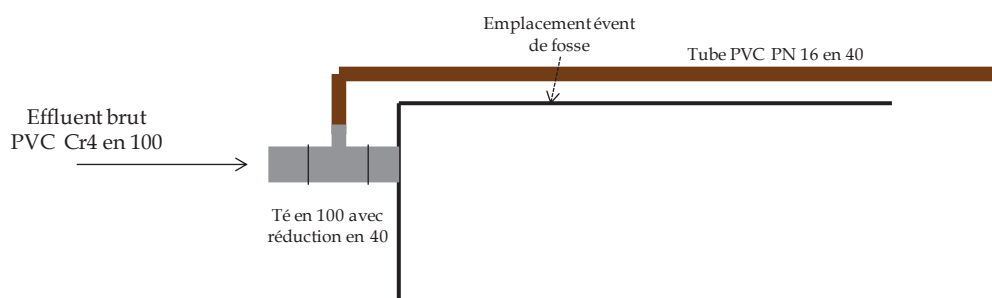 Emplacement évent
de fosse
Tube PVC PN 16 en 40
Effluent brut
PVC Cr4 en 100
Té en 100 avec
réduction en 40